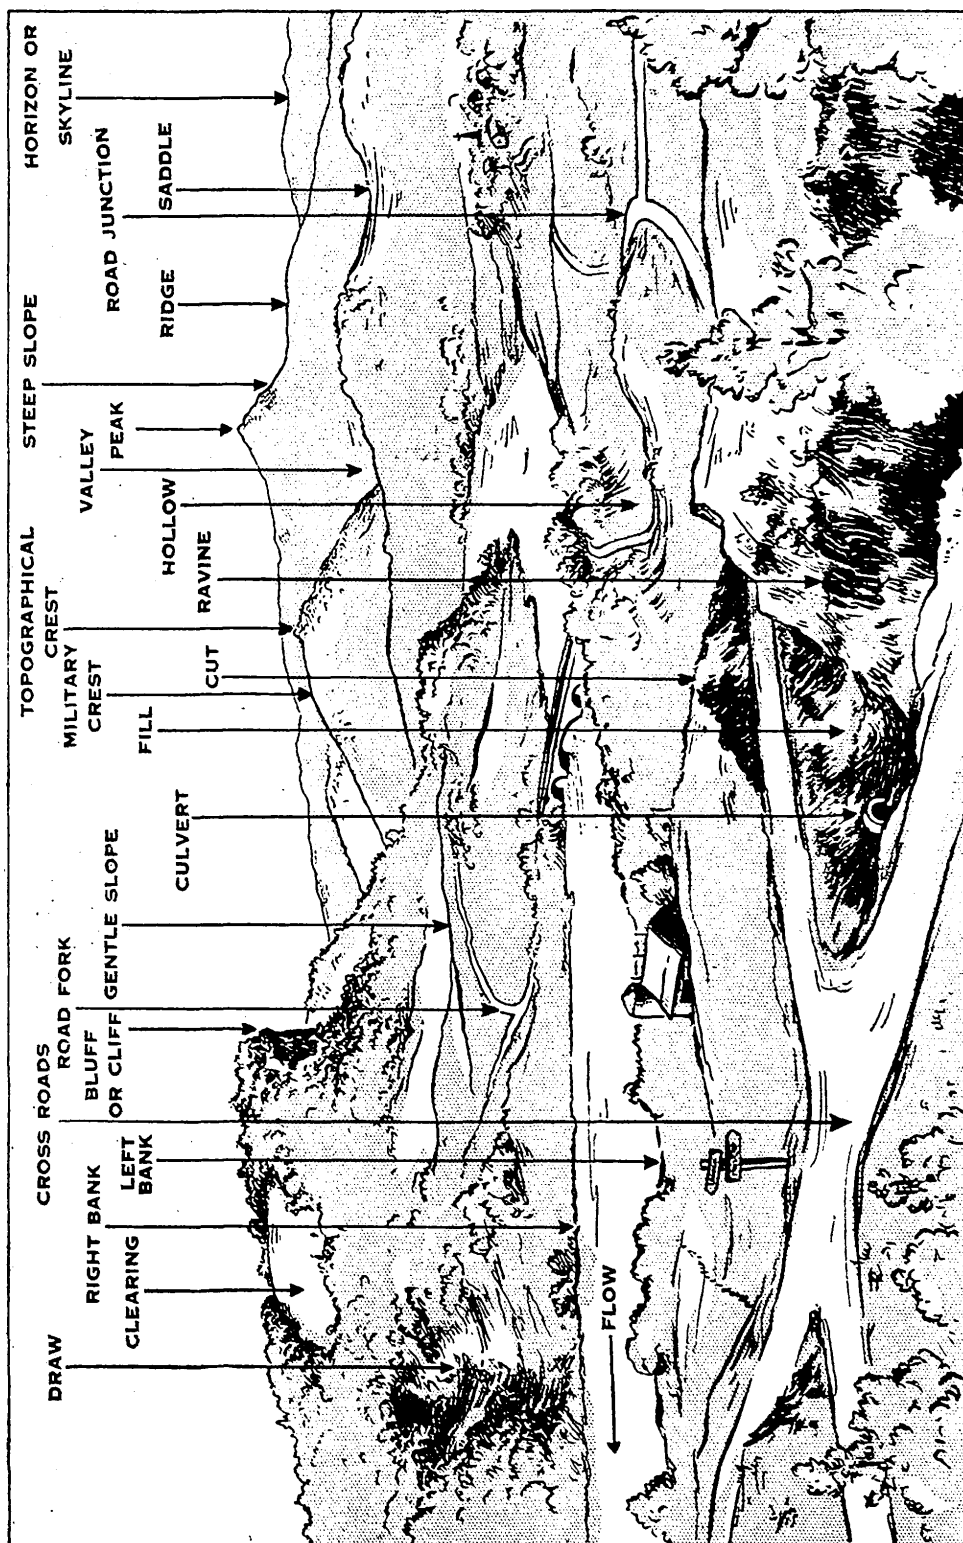 DRAW
CLEARING
RIGHT BANK
LEFT
BANK
CROSS ROADS
ROAD FORK
BLUFF
OR CLIFF
GENTLE SLOPE
CULVERT
FILL
CUT
MILITARY
CREST
TOPOGRAPHICAL
CREST
RAVINE
HOLLOW
VALLEY
PEAK
STEEP SLOPE
RIDGE
ROAD JUNCTION
SADDLE
HORIZON OR
SKYLINE
FLOW